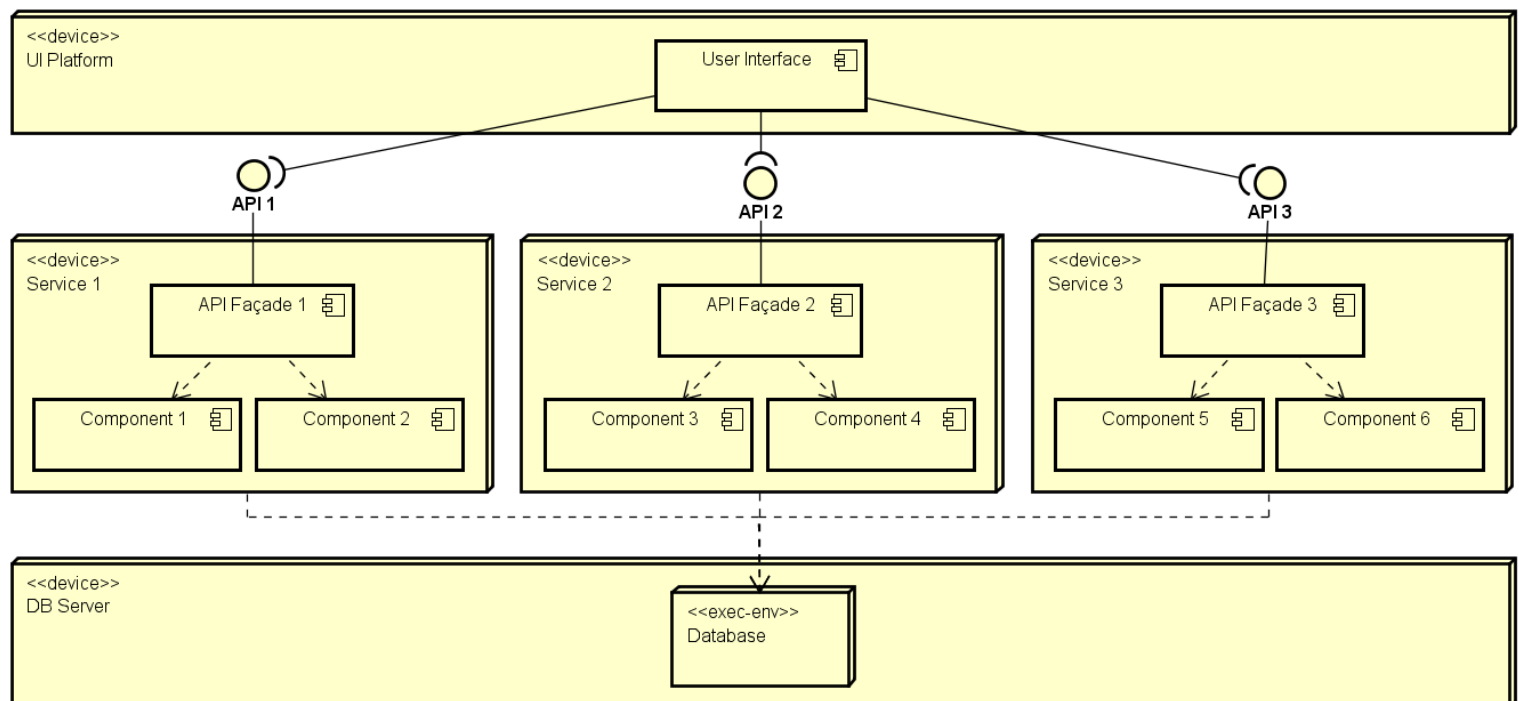 <<device>>
UI Platform
User Interface
API 1
API 2
API 3
<<device>>
Service 1
API Façade 1
Component 1
Component 2
<<device>>
Service 2
API Façade 2
Component 3
Component 4
<<device>>
Service 3
API Façade 3
Component 5
Component 6
<<device>>
DB Server
<<exec-env>>
Database